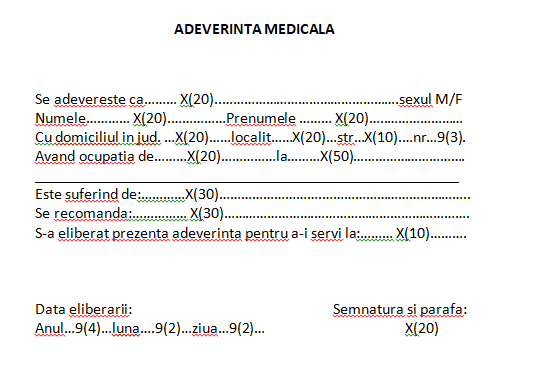 ADEVERINTA MEDICALA
Se adevereste ca......... X(20)..................................................sexul M/F
Numele............ X(20)................Prenumele ......... X(20).........................
Cu domiciliul in jud. ...X(20)......localit......X(20)...str...X(10)....nr...9(3).
Avand ocupatia de.........X(20)...............la.........X(50)..............................
Este suferind de:............X(30)....................................................................
Se recomanda:............... X(30)..................................................................
S-a eliberat prezenta adeverinta pentru a-i servi la:......... X(10)..........
Data eliberarii: Semnatura si parafa:
Anul...9(4)...luna....9(2)...ziua...9(2)... X(20)